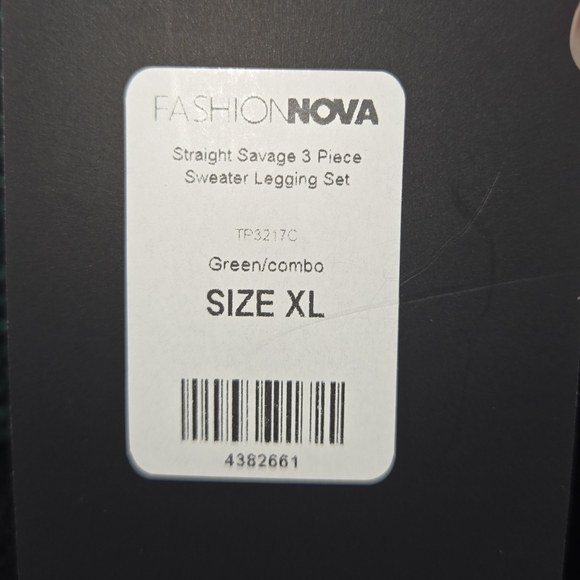 FASHIONNOVA
Straight Savage 3 Piece
Sweater Legging Set
TP3217C
Green/combo
SIZE XL
4382661